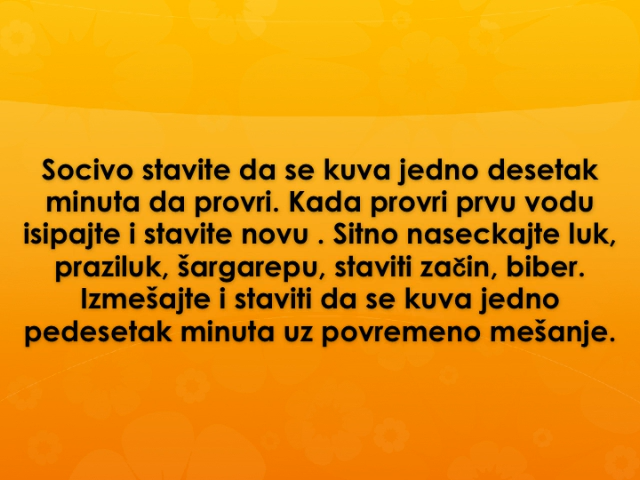 Socivo stavite da se kuva jedno desetak
minuta da provri. Kada provri prvu vodu
isipajte i stavite novu . Sitno naseckajte luk,
praziluk, šargarepu, staviti začin, biber.
Izmešajte i staviti da se kuva jedno
pedesetak minuta uz povremeno mešanje.